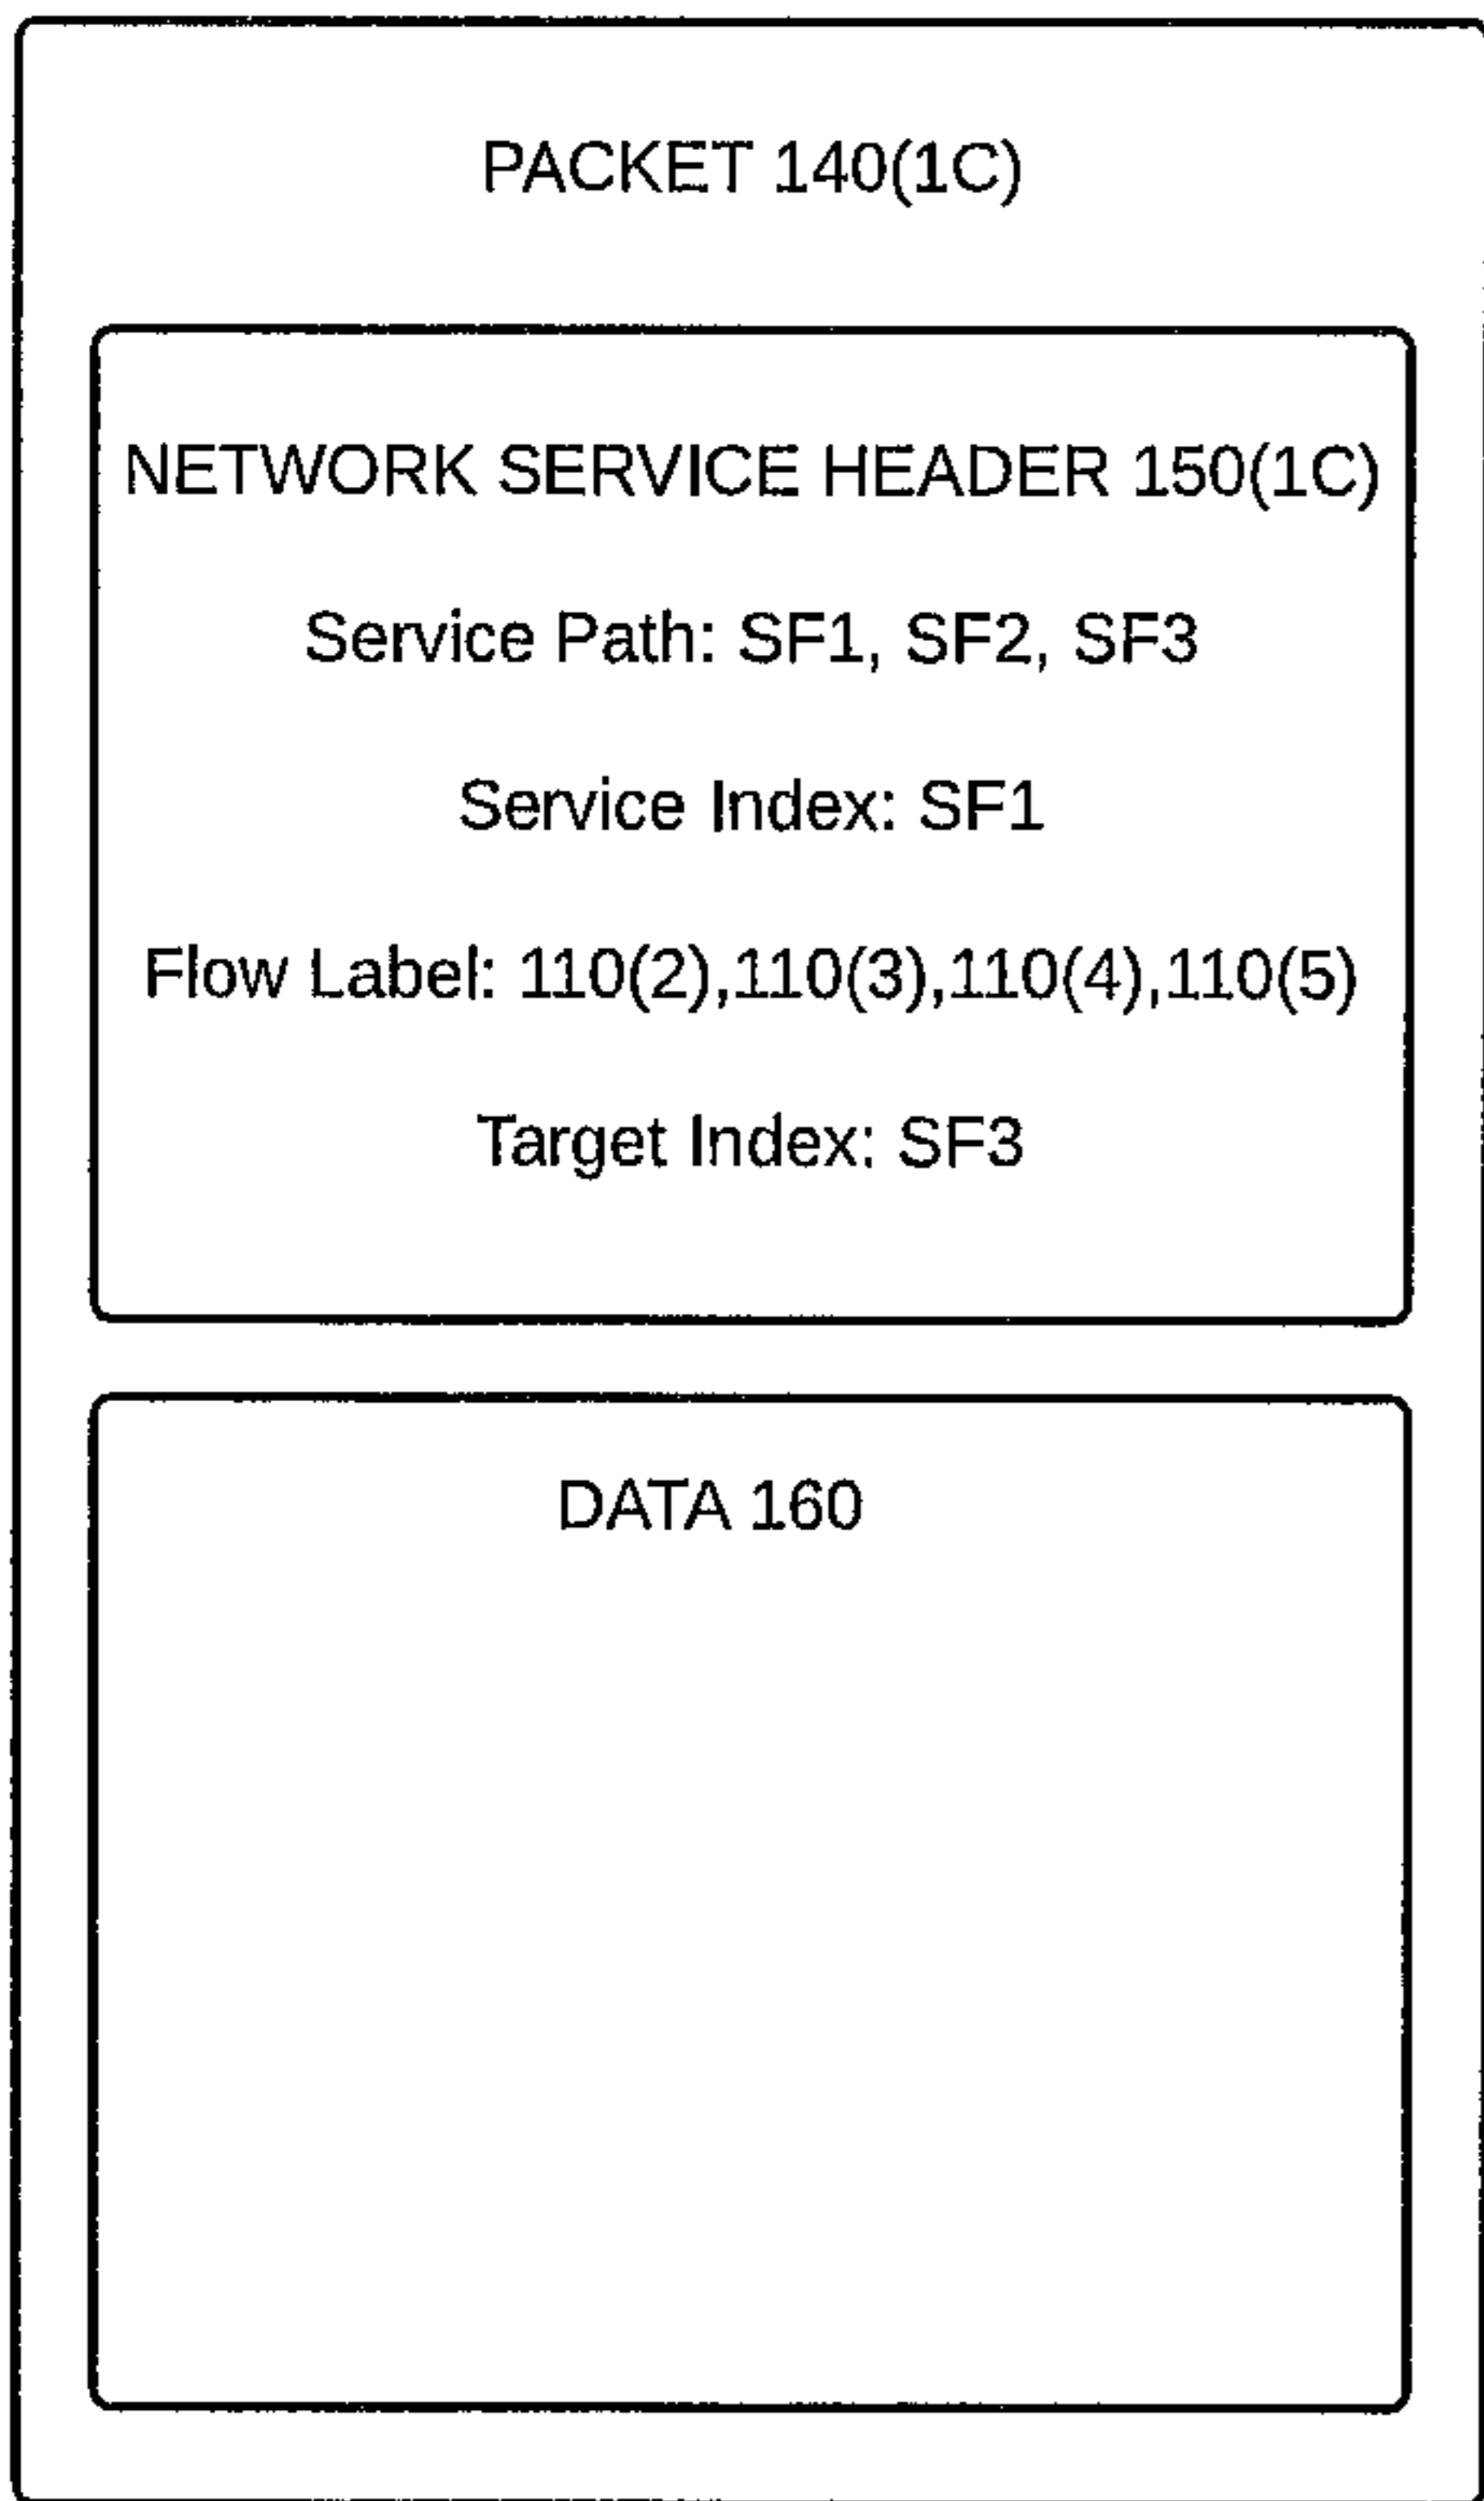 PACKET 140(1C)
NETWORK SERVICE HEADER 150(1C)
Service Path: SF1, SF2, SF3
Service Index: SF1
Flow Label: 110(2),110(3),110(4),110(5)
Target Index: SF3
DATA 160